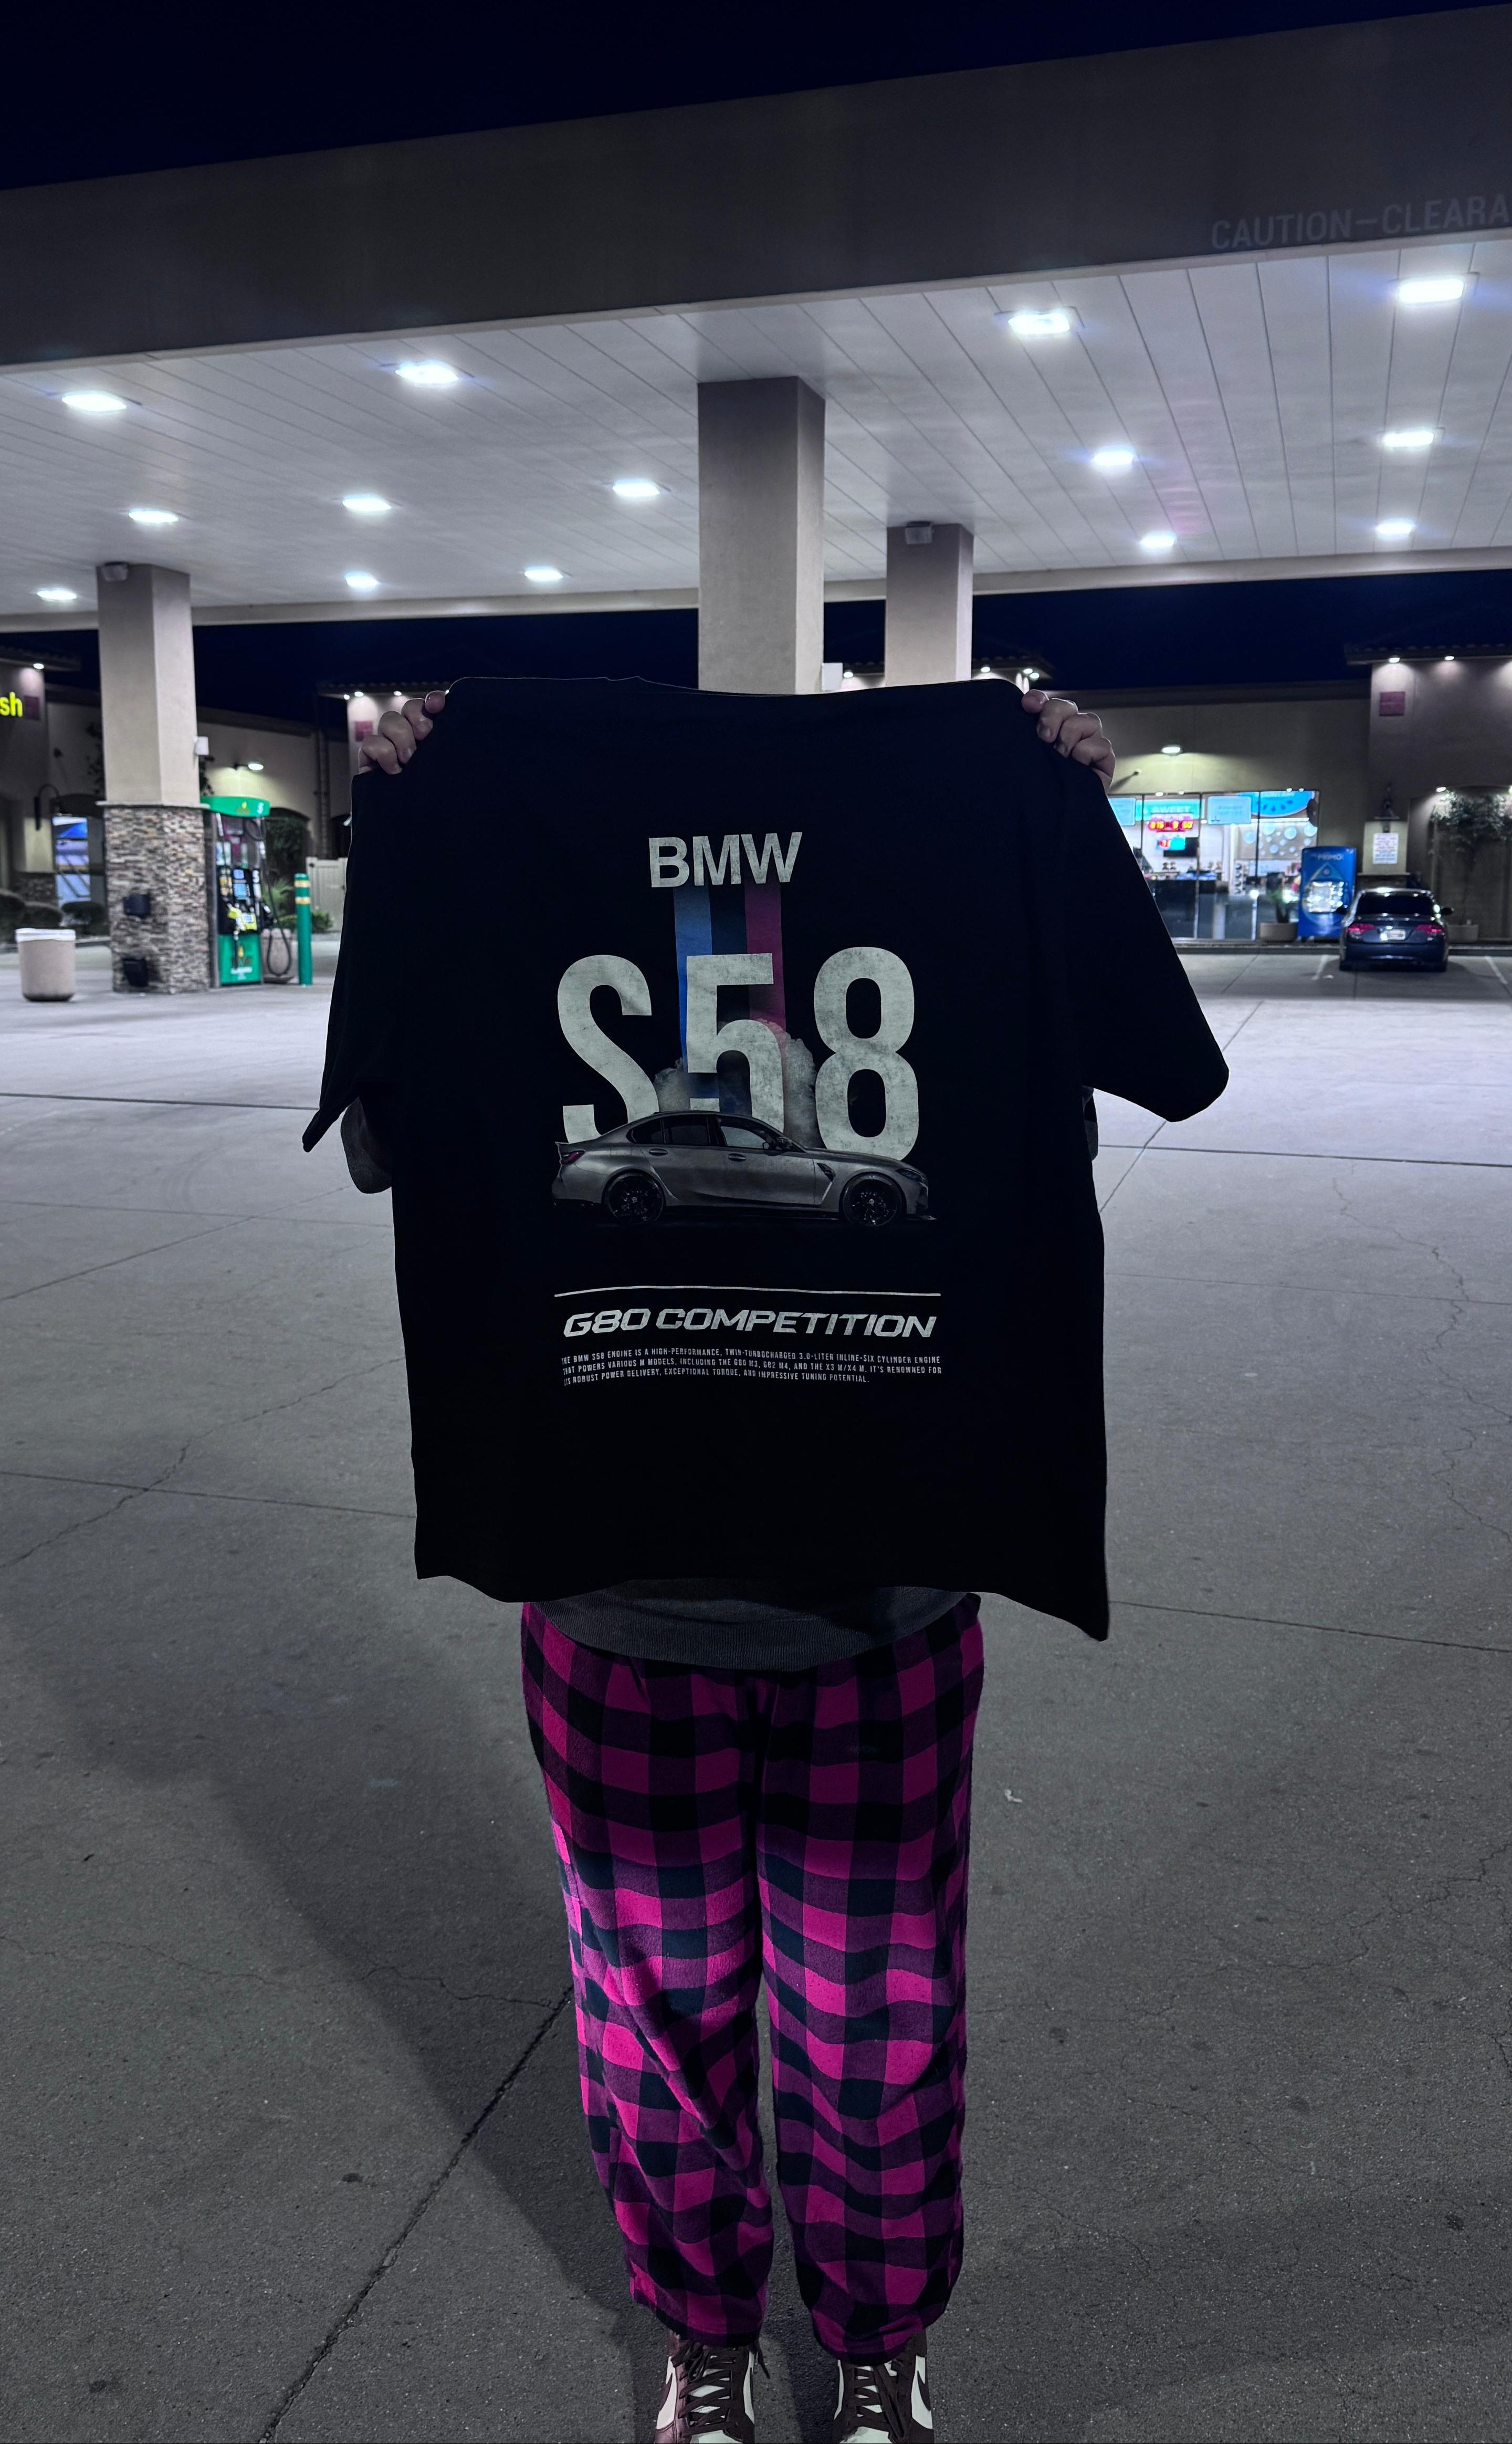 CAUTION-CLEARA
sh
SWEET
PRIMO
BMW
S58
G80 COMPETITION
THE BMW S58 ENGINE IS A HIGH-PERFORMANCE, TWIN-TURBOCHARGED 3.0-LITER INLINE-SIX CYLINDER ENGINE
THAT POWERS VARIOUS M MODELS, INCLUDING THE G80 M3, G82 M4, AND THE X3 M/X4 M. IT'S RENOWNED FOR
ITS ROBUST POWER DELIVERY, EXCEPTIONAL TORQUE, AND IMPRESSIVE TUNING POTENTIAL.